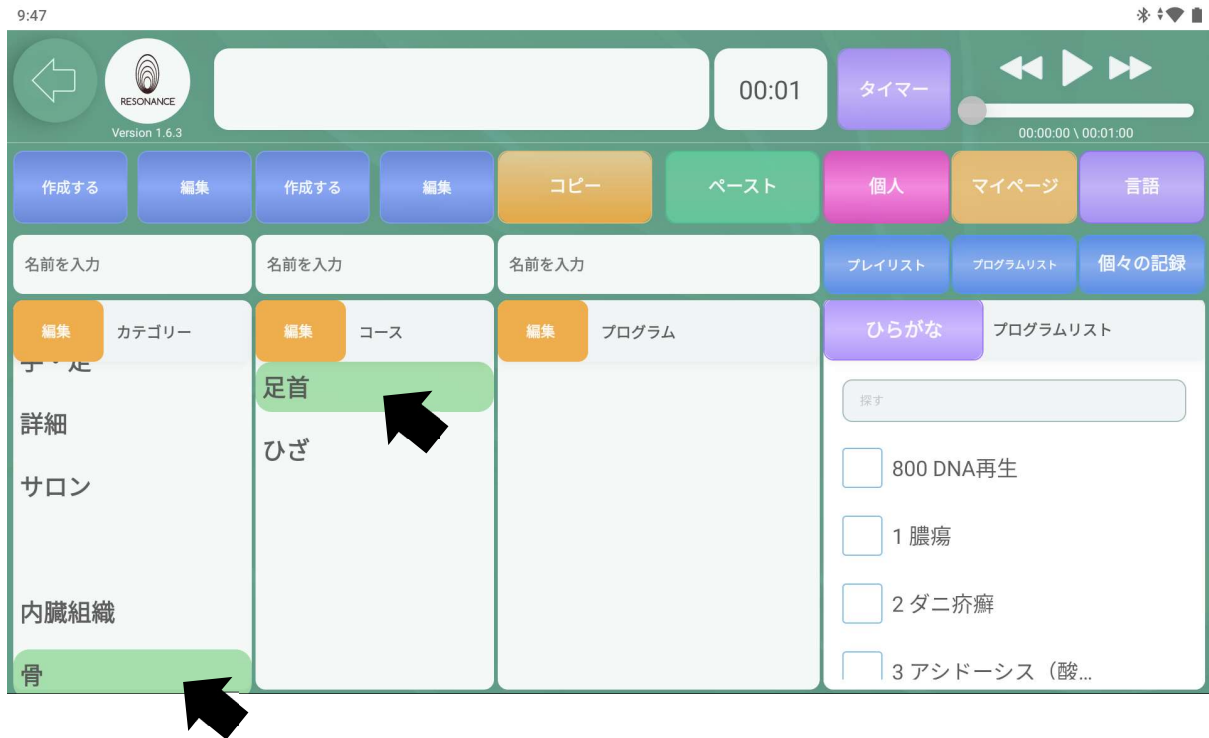 9:47
RESONANCE
Version 1.6.3
00:01
タイマー
00:00:00 \ 00:01:00
作成する
編集
作成する
編集
コピー
ペースト
個人
マイページ
言語
名前を入力
名前を入力
名前を入力
プレイリスト
プログラムリスト
個々の記録
編集
カテゴリー
編集
コース
編集
プログラム
ひらがな
プログラムリスト
手・足
詳細
サロン
内臓組織
骨
足首
ひざ
探す
800 DNA再生
1 膿瘍
2 ダニ疥癬
3 アシドーシス（酸...